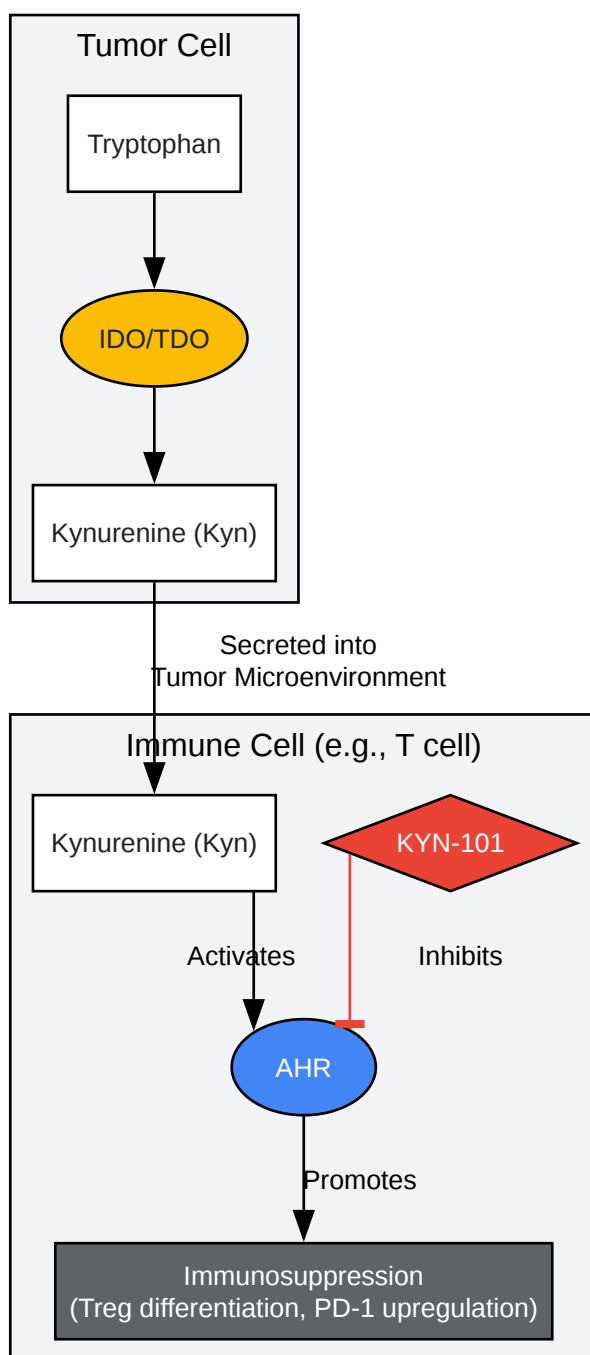 Tumor Cell
Tryptophan
IDO/TDO
Kynurenine (Kyn)
Secreted into
Tumor Microenvironment
Immune Cell (e.g., T cell)
Kynurenine (Kyn)
KYN-101
Activates
Inhibits
AHR
Promotes
Immunosuppression
(Treg differentiation, PD-1 upregulation)